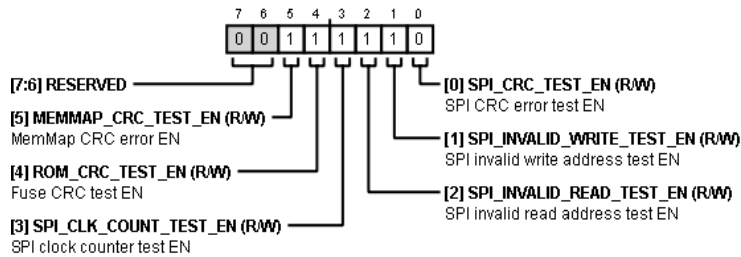 7 6 5 4 3 2 1 0
0 0 1 1 1 1 1 0
[7:6] RESERVED
[5] MEMMAP_CRC_TEST_EN (R/W)
MemMap CRC error EN
[4] ROM_CRC_TEST_EN (R/W)
Fuse CRC test EN
[3] SPI_CLK_COUNT_TEST_EN (R/W)
SPI clock counter test EN
[0] SPI_CRC_TEST_EN (R/W)
SPI CRC error test EN
[1] SPI_INVALID_WRITE_TEST_EN (R/W)
SPI invalid write address test EN
[2] SPI_INVALID_READ_TEST_EN (R/W)
SPI invalid read address test EN